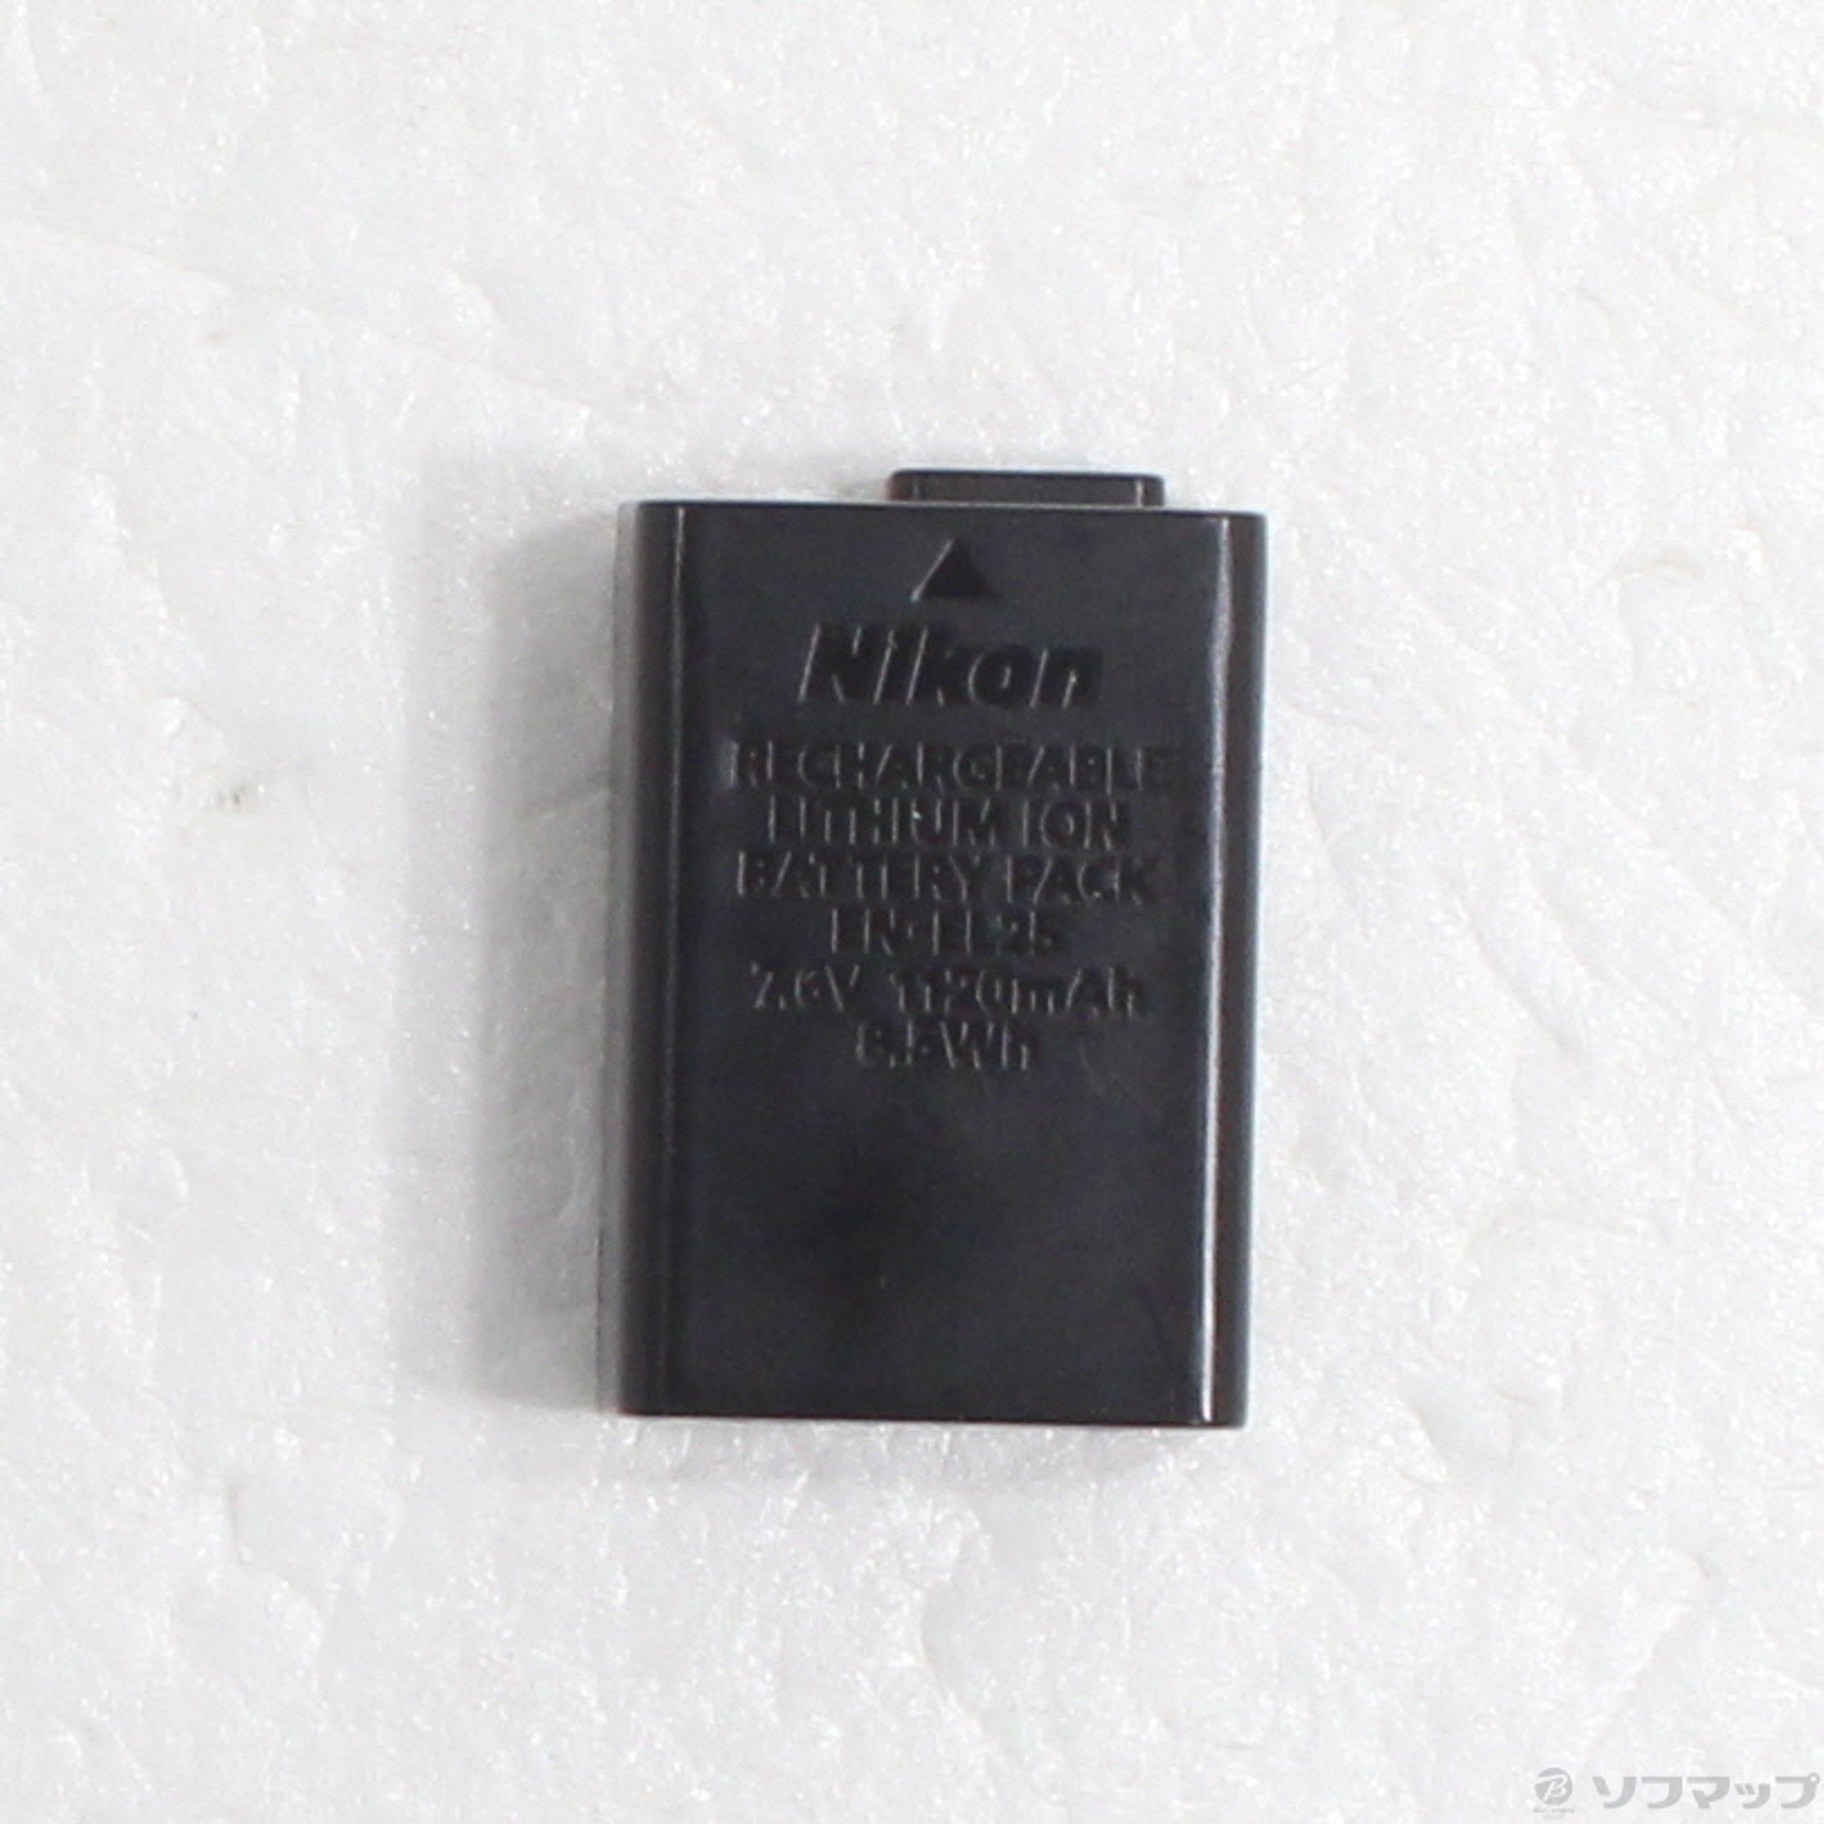 Nikon
RECHARGEABLE
LITHIUM ION
BATTERY PACK
EN-EL25
7.6V 1120mAh
8.5Wh
ソフマップ